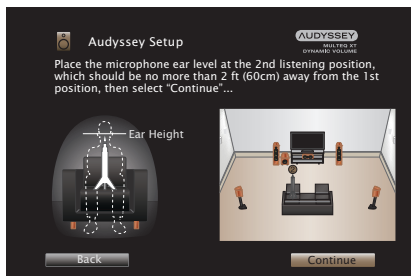 Audyssey Setup
AUDYSSEY
MULTEQ XT
DYNAMIC VOLUME
Place the microphone ear level at the 2nd listening position,
which should be no more than 2 ft (60cm) away from the 1st
position, then select “Continue”...
Ear Height
Back
Continue